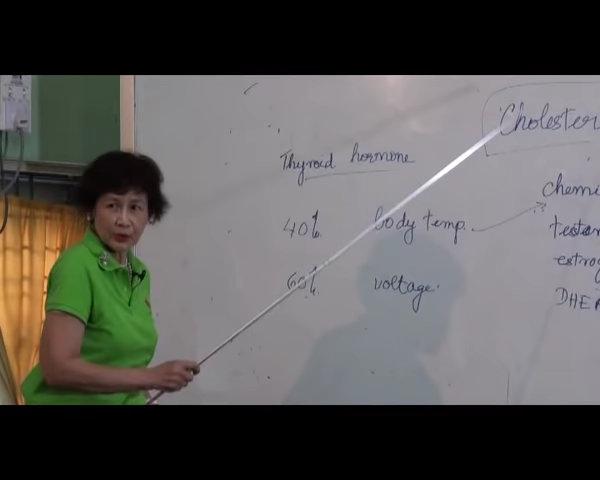 Thyroid hormone
40% body temp.
60% voltage
Cholester
chemi
testo
estrog
DHEA